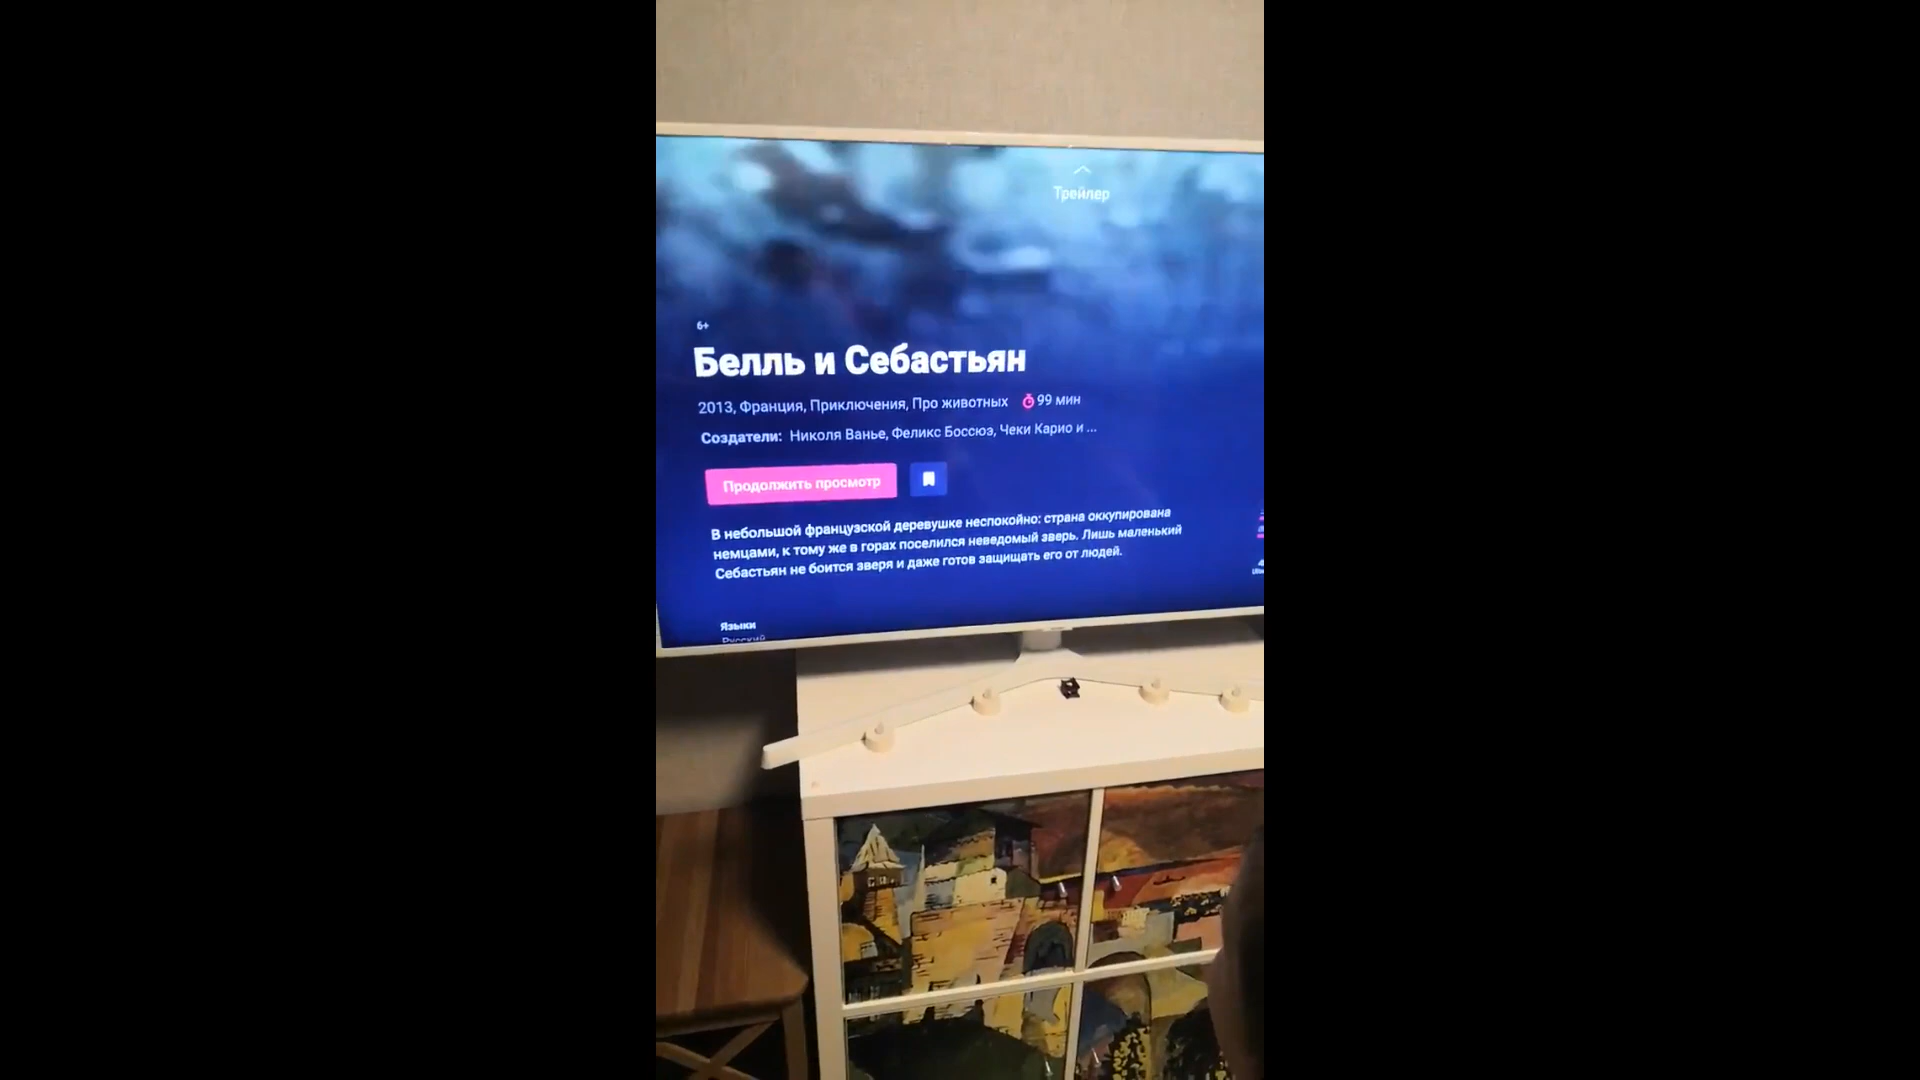 Трейлер
6+
Белль и Себастьян
2013, Франция, Приключения, Про животных 99 мин
Создатели: Николя Ванье, Феликс Боссюэ, Чеки Карио и ...
Продолжить просмотр
В небольшой французской деревушке неспокойно: страна оккупирована
немцами, к тому же в горах поселился неведомый зверь. Лишь маленький
Себастьян не боится зверя и даже готов защищать его от людей.
Языки
Русский